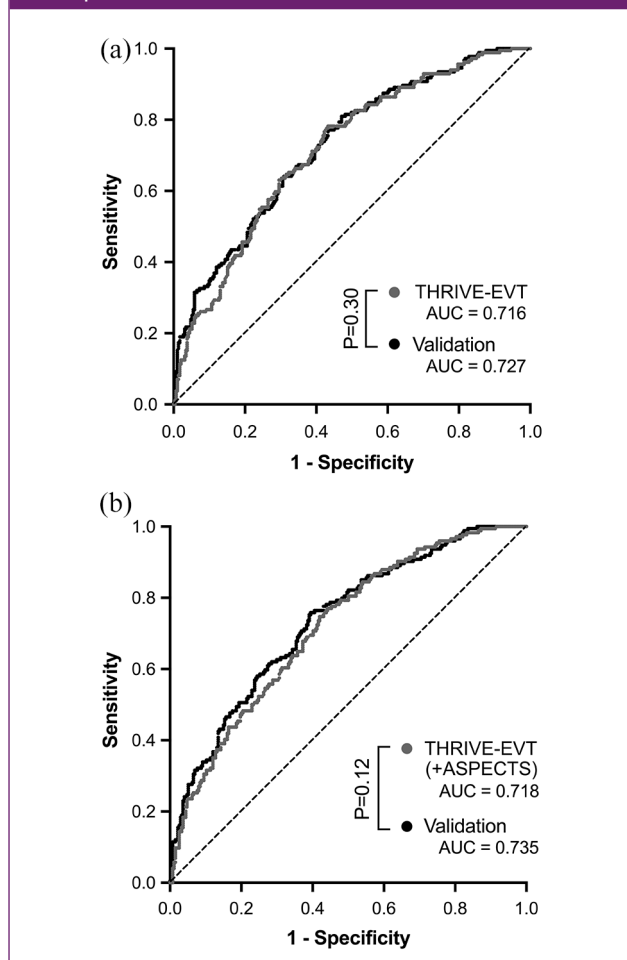 (a)
1.0
0.8
0.6
0.4
0.2
0.0
Sensitivity
0.0 0.2 0.4 0.6 0.8 1.0
1 - Specificity
P=0.30
THRIVE-EVT
AUC = 0.716
Validation
AUC = 0.727
(b)
1.0
0.8
0.6
0.4
0.2
0.0
Sensitivity
0.0 0.2 0.4 0.6 0.8 1.0
1 - Specificity
P=0.12
THRIVE-EVT
(+ASPECTS)
AUC = 0.718
Validation
AUC = 0.735